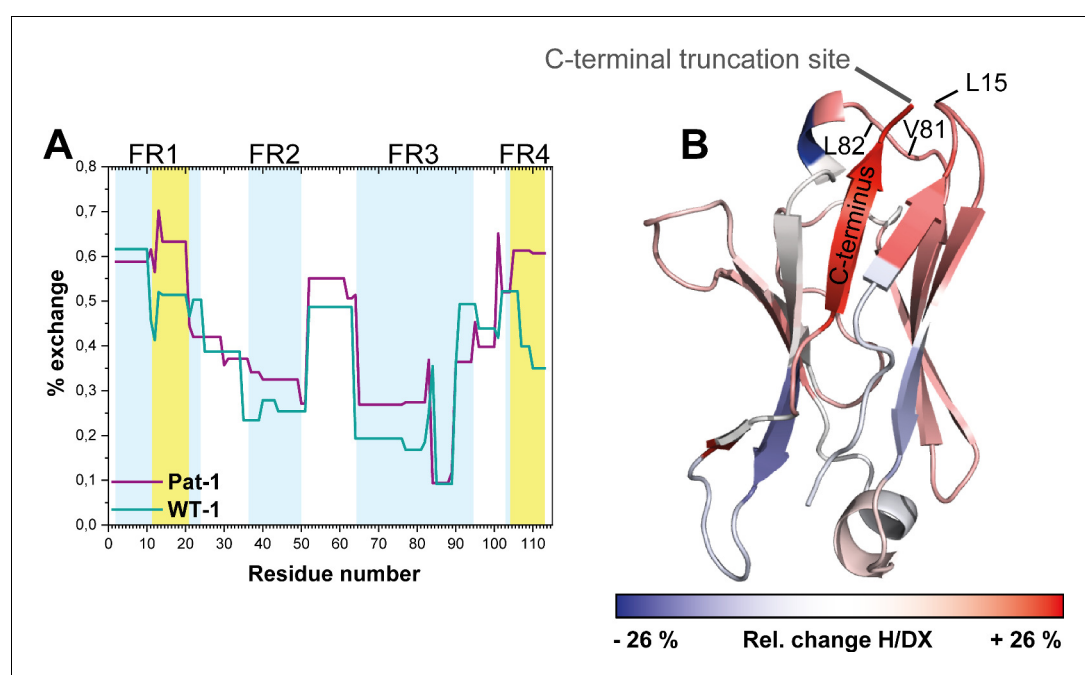 A
FR1 FR2 FR3 FR4
0,8
0,7
0,6
0,5
0,4
0,3
0,2
0,1
0,0
% exchange
Pat-1
WT-1
0 10 20 30 40 50 60 70 80 90 100 110
Residue number
B
C-terminal truncation site
L15
L82
V81
C-terminus
- 26 % Rel. change H/DX + 26 %